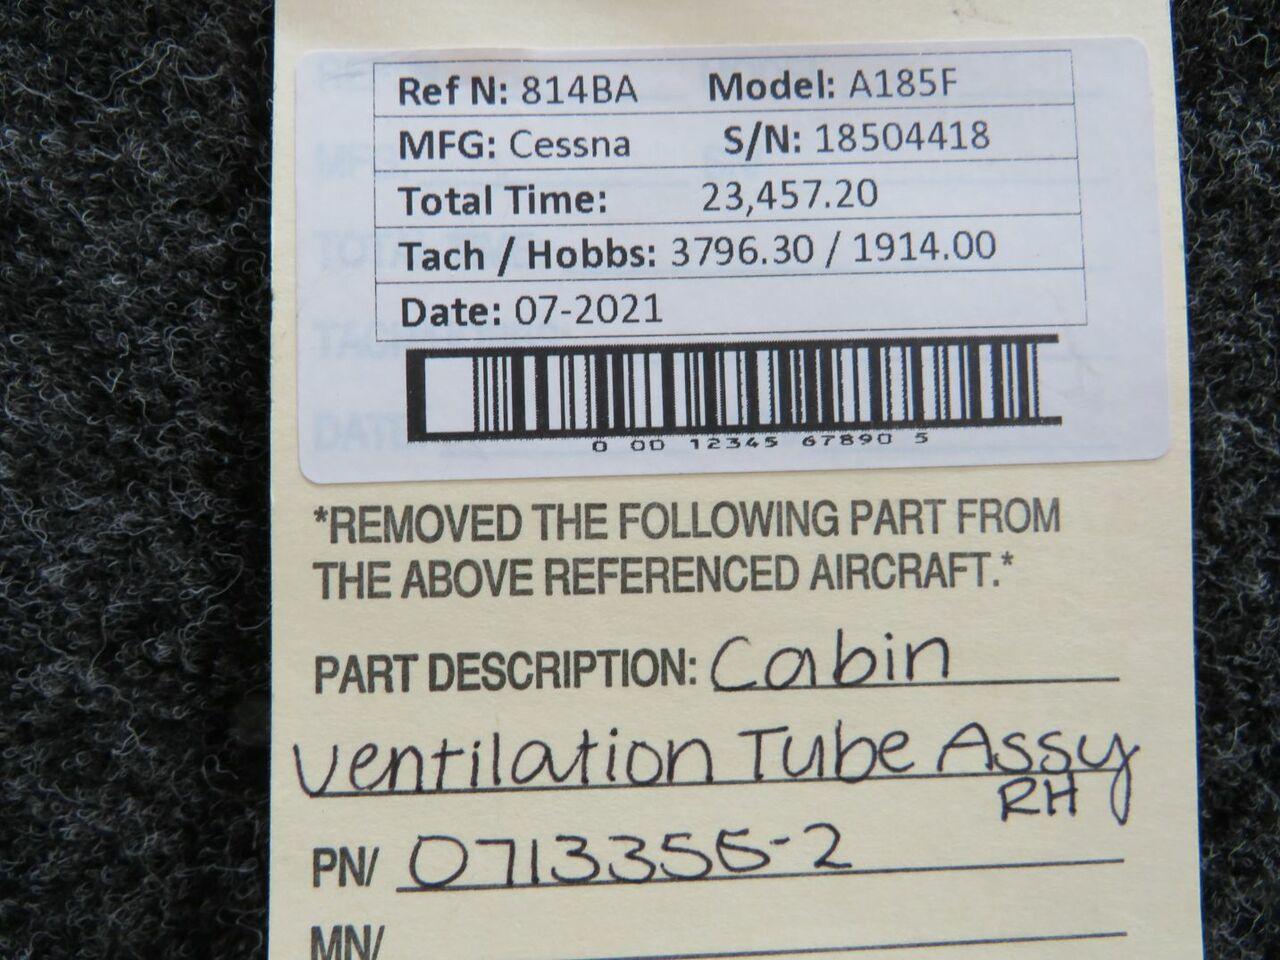 Ref N: 814BA Model: A185F
MFG: Cessna S/N: 18504418
Total Time: 23,457.20
Tach / Hobbs: 3796.30 / 1914.00
Date: 07-2021
0 00 12345 67890 5
*REMOVED THE FOLLOWING PART FROM
THE ABOVE REFERENCED AIRCRAFT.*
PART DESCRIPTION: Cabin
Ventilation Tube Assy
RH
PN/ 0713355-2
MN/